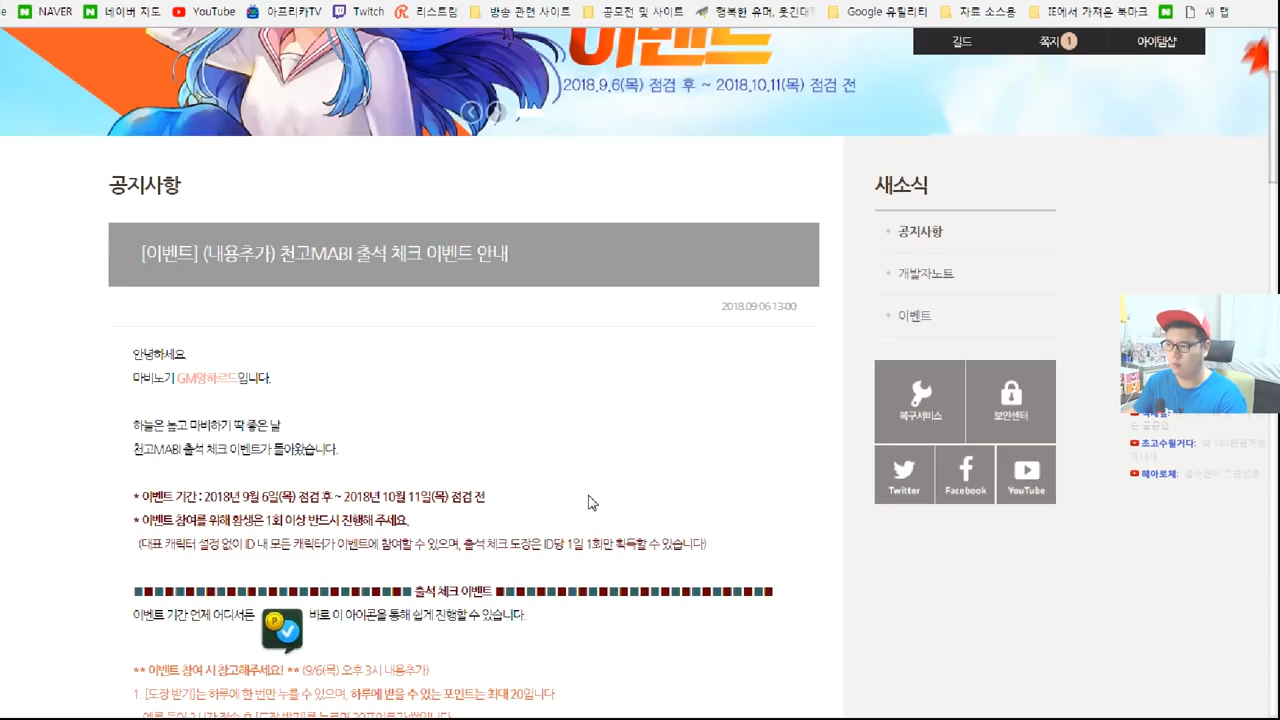 NAVER
네이버 지도
YouTube
아프리카TV
Twitch
리스트림
방송 관련 사이트
공모전 및 사이트
행복한 유머, 웃긴대
Google 유틸리티
자료 소스용
IE에서 가져온 북마크
새 탭
이벤트
2018.9.6(목) 점검 후 ~ 2018.10.11(목) 점검 전
길드
쪽지 1
아이템샵
공지사항
[이벤트] (내용추가) 천고MABI 출석 체크 이벤트 안내
2018.09.06 13:00
안녕하세요.
마비노기 GM망하르드입니다.
하늘은 높고 마비하기 딱 좋은 날
천고MABI 출석 체크 이벤트가 돌아왔습니다.
* 이벤트 기간 : 2018년 9월 6일(목) 점검 후 ~ 2018년 10월 11일(목) 점검 전
* 이벤트 참여를 위해 환생은 1회 이상 반드시 진행해 주세요.
(대표 캐릭터 설정 없이 ID 내 모든 캐릭터가 이벤트에 참여할 수 있으며, 출석 체크 도장은 ID당 1일 1회만 획득할 수 있습니다)
출석 체크 이벤트
이벤트 기간 언제 어디서든 바로 이 아이콘을 통해 쉽게 진행할 수 있습니다.
** 이벤트 참여 시 참고해주세요! ** (9/6(목) 오후 3시 내용추가)
1. [도장 받기]는 하루에 한 번만 누를 수 있으며, 하루에 받을 수 있는 포인트는 최대 20입니다.
새소식
공지사항
개발자노트
이벤트
복구서비스
보안센터
Twitter
Facebook
YouTube
초고수될거다:
헤아로체: